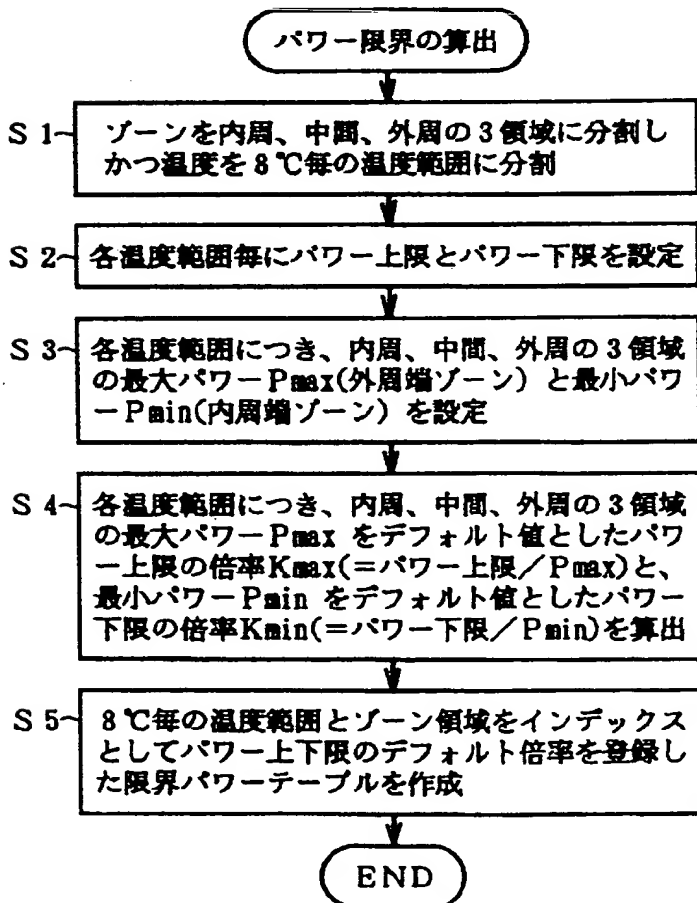 パワー限界の算出
S1
ゾーンを内周、中間、外周の3領域に分割し
かつ温度を8℃毎の温度範囲に分割
S2
各温度範囲毎にパワー上限とパワー下限を設定
S3
各温度範囲につき、内周、中間、外周の3領域
の最大パワーPmax(外周端ゾーン)と最小パワ
ーPmin(内周端ゾーン)を設定
S4
各温度範囲につき、内周、中間、外周の3領域
の最大パワーPmaxをデフォルト値としたパワ
ー上限の倍率Kmax(=パワー上限/Pmax)と、
最小パワーPminをデフォルト値としたパワー
下限の倍率Kmin(=パワー下限/Pmin)を算出
S5
8℃毎の温度範囲とゾーン領域をインデックス
としてパワー上下限のデフォルト倍率を登録し
た限界パワーテーブルを作成
END